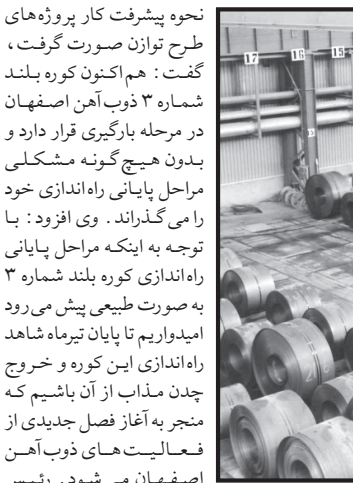 نحوه پیشرفت کار پروژه‌های
طرح توازن صورت گرفت،
گفت: هم‌اکنون کوره بلند
شماره ۳ ذوب‌آهن اصفهان
در مرحله بارگیری قرار دارد و
بدون هیچ‌گونه مشکلی
مراحل پایانی راه‌اندازی خود
را می‌گذراند. وی افزود: با
توجه به اینکه مراحل پایانی
راه‌اندازی کوره بلند شماره ۳
به صورت طبیعی پیش می‌رود
امیدواریم تا پایان تیرماه شاهد
راه‌اندازی این کوره و خروج
چدن مذاب از آن باشیم که
منجر به آغاز فصل جدیدی از
فعالیت‌های ذوب‌آهن
اصفهان می‌شود. رئیس
17
16
15